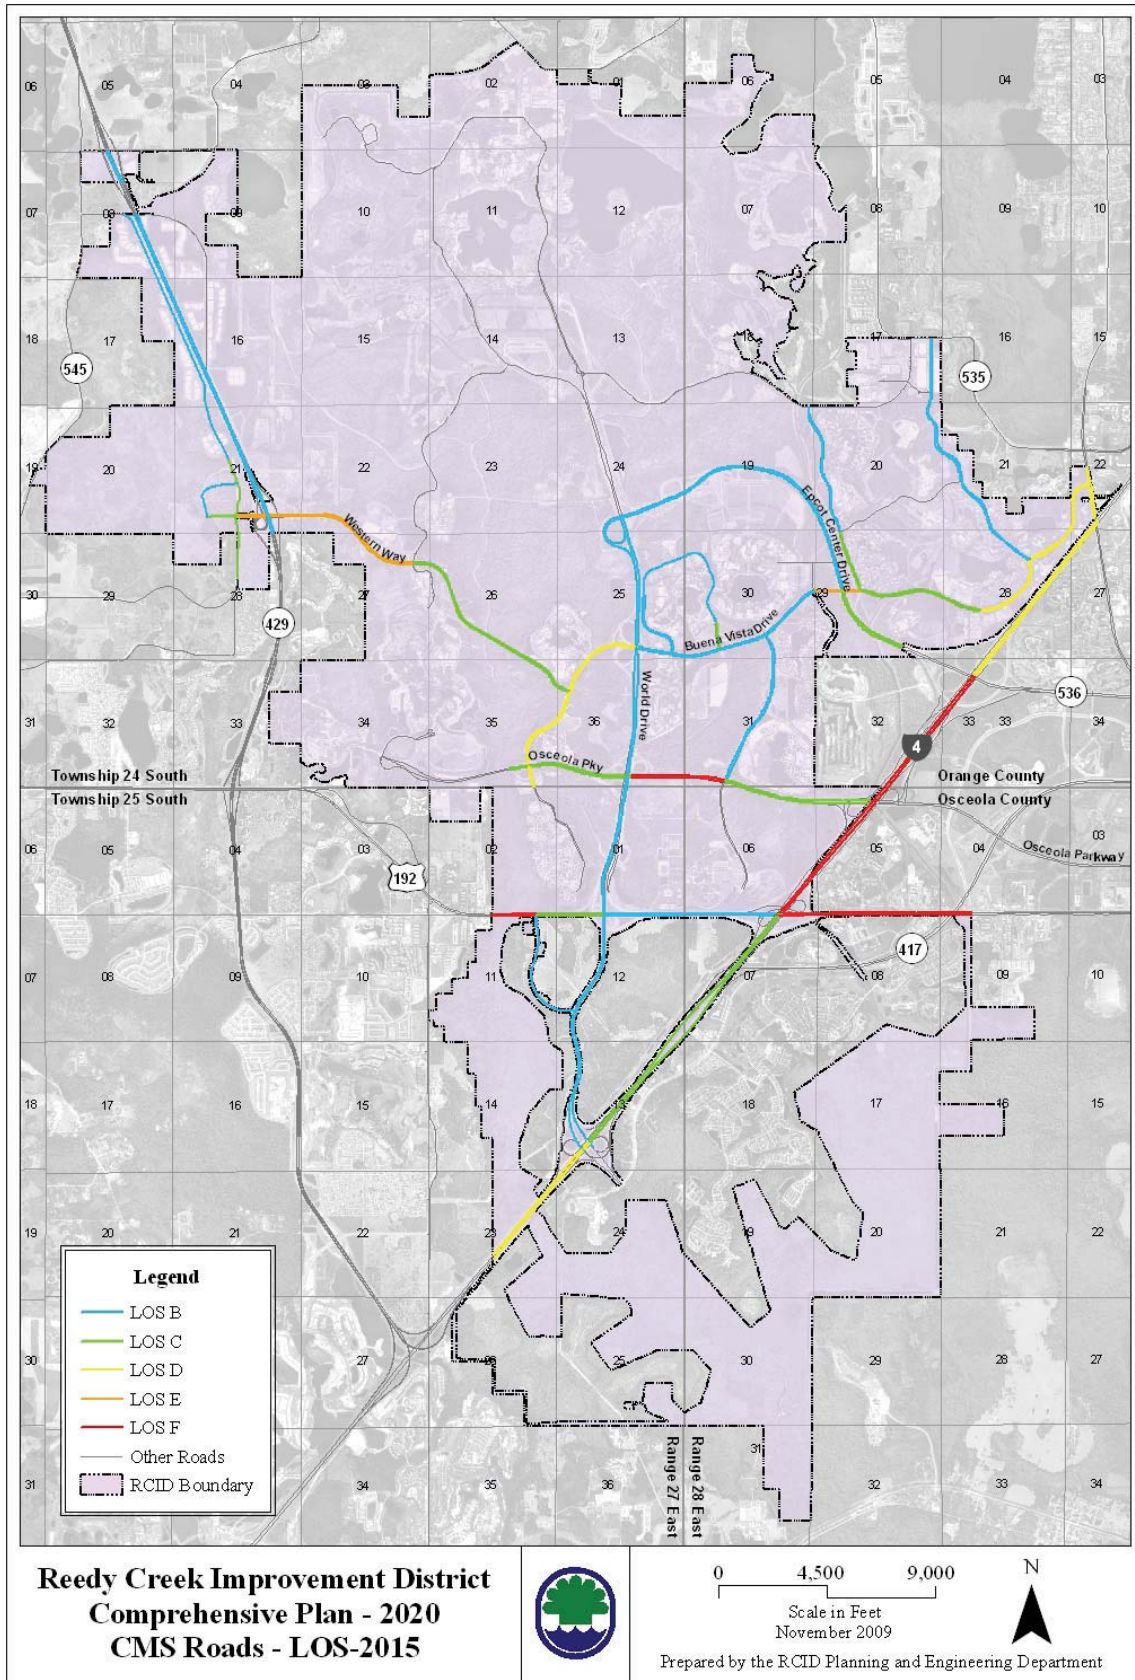 06 05 04 03 02 01 06 05 04 03
07 08 09 10 11 12 07 08 09 10
18 17 16 15 14 13 18 17 16 15
545
535
19 20 21 22 23 24 19 20 21 22
Western Way
Epcot Center Drive
30 29 28 27 26 25 30 29 28 27
429
Buena Vista Drive
World Drive
536
31 32 33 34 35 36 31 32 33 33 34
4
Osceola Pky
Township 24 South
Orange County
Township 25 South
Osceola County
06 05 04 03 02 01 06 05 04 03
Osceola Parkway
192
417
07 08 09 10 11 12 07 08 09 10
18 17 16 15 14 13 18 17 16 15
19 20 21 22 23 24 19 20 21 22
30 27 26 25 30 29 28 27
31 34 35 36 31 32 33 34
Range 27 East
Range 28 East
Legend
LOS B
LOS C
LOS D
LOS E
LOS F
Other Roads
RCID Boundary
Reedy Creek Improvement District
Comprehensive Plan - 2020
CMS Roads - LOS-2015
0 4,500 9,000
Scale in Feet
November 2009
N
Prepared by the RCID Planning and Engineering Department